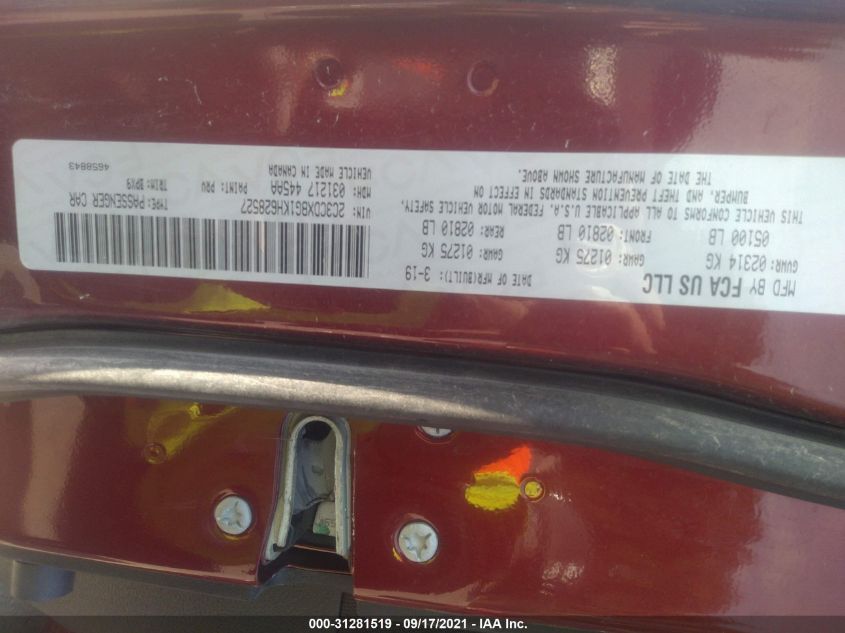 MFD BY FCA US LLC
DATE OF MFR(BUILT): 3-19
GVWR: 02314 KG
GAWR: 01275 KG
01275 KG
05100 LB
FRONT: 02810 LB
REAR: 02810 LB
THIS VEHICLE CONFORMS TO ALL APPLICABLE U.S.A. FEDERAL MOTOR VEHICLE SAFETY,
BUMPER, AND THEFT PREVENTION STANDARDS IN EFFECT ON
THE DATE OF MANUFACTURE SHOWN ABOVE.
VIN: 2C3CDXBG1KH628527
TYPE: PASSENGER CAR
MDH: 031217 445AA
PAINT: PRV
TRIM: BPX9
VEHICLE MADE IN CANADA
4658843
000-31281519 - 09/17/2021 - IAA Inc.